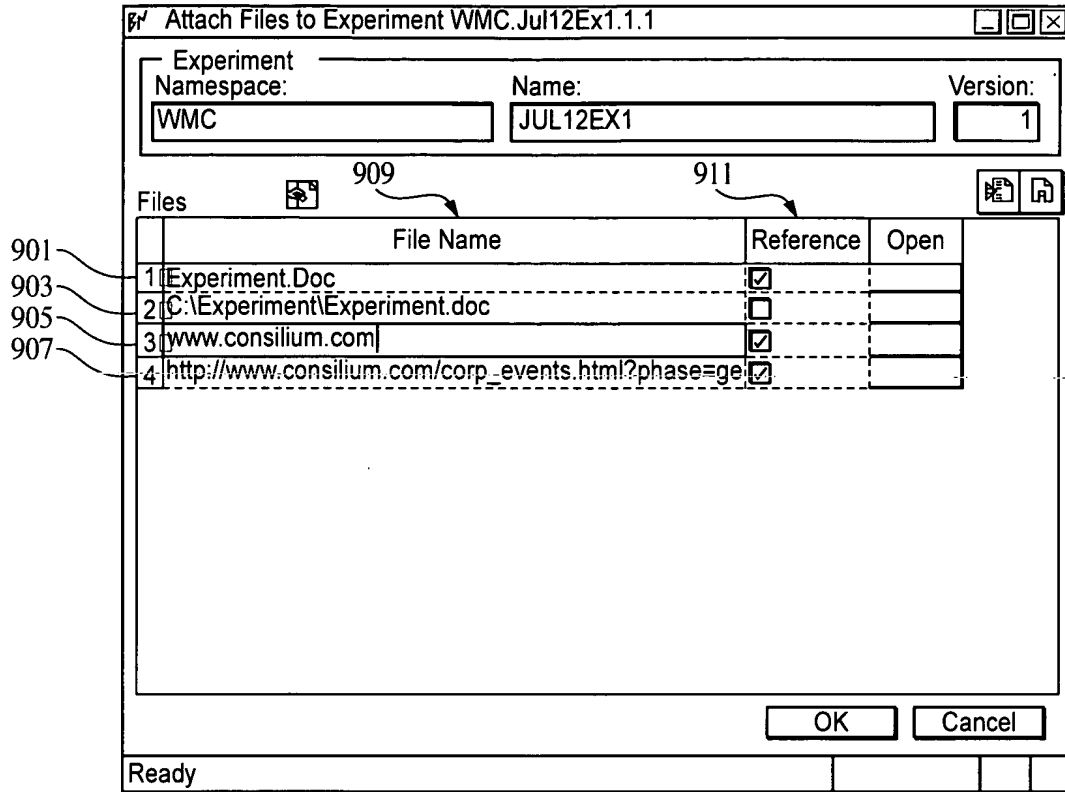 Attach Files to Experiment WMC.Jul12Ex1.1.1
Experiment
Namespace: Name: Version:
WMC JUL12EX1 1
909 911
Files
File Name Reference Open
901 1 Experiment.Doc
903 2 C:\Experiment\Experiment.doc
905 3 www.consilium.com
907 4 http://www.consilium.com/corp_events.html?phase=ge
OK Cancel
Ready